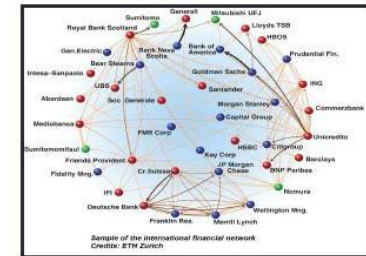 Sumitomo
Generali
Mitsubishi UFJ
Royal Bank Scotland
Lloyds TSB
HBOS
Gen.Electric
Bank Nova
Scotia
Bank of
America
Prudential Fin.
Bear Stearns
Goldman Sachs
Intesa-Sanpaolo
UBS
Santander
ING
Aberdeen
Soc.Generale
Morgan Stanley
Commerzbank
Mediobanca
Capital Group
FMR Corp
Unicredito
Sumitomomitsui
HSBC
Citigroup
Key Corp
Barclays
Friends Provident
BNP Paribas
Fidelity Mng.
Cr.Suisse
JP Morgan
Chase
IFI
Nomura
Deutsche Bank
Wellington Mng.
Franklin Res.
Merrill Lynch
Sample of the international financial network
Credits: ETH Zurich